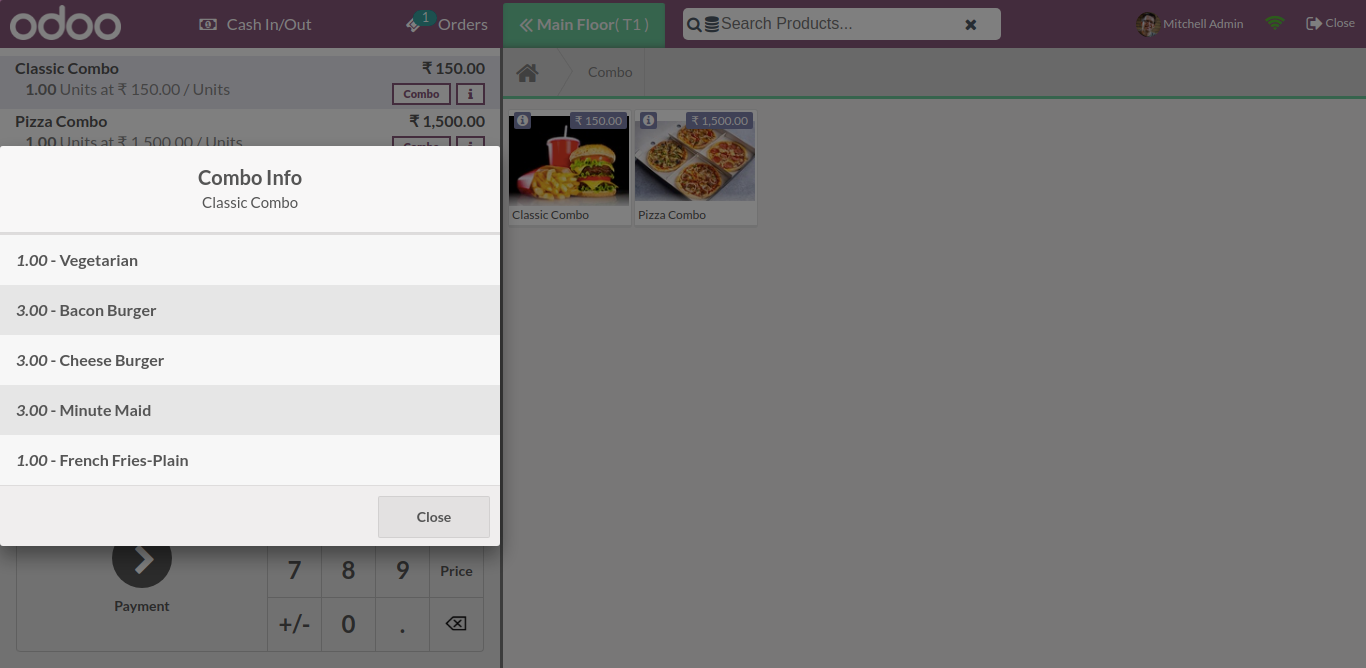 odoo
Cash In/Out
1
Orders
Main Floor( T1 )
Search Products...
Mitchell Admin
Close
Classic Combo ₹ 150.00
1.00 Units at ₹ 150.00 / Units
Combo i
Pizza Combo ₹ 1,500.00
1.00 Units at ₹ 1,500.00 / Units
Combo i
Combo
i ₹ 150.00
Classic Combo
i ₹ 1,500.00
Pizza Combo
Combo Info
Classic Combo
1.00 - Vegetarian
3.00 - Bacon Burger
3.00 - Cheese Burger
3.00 - Minute Maid
1.00 - French Fries-Plain
Close
Payment
7 8 9 Price
+/- 0 .